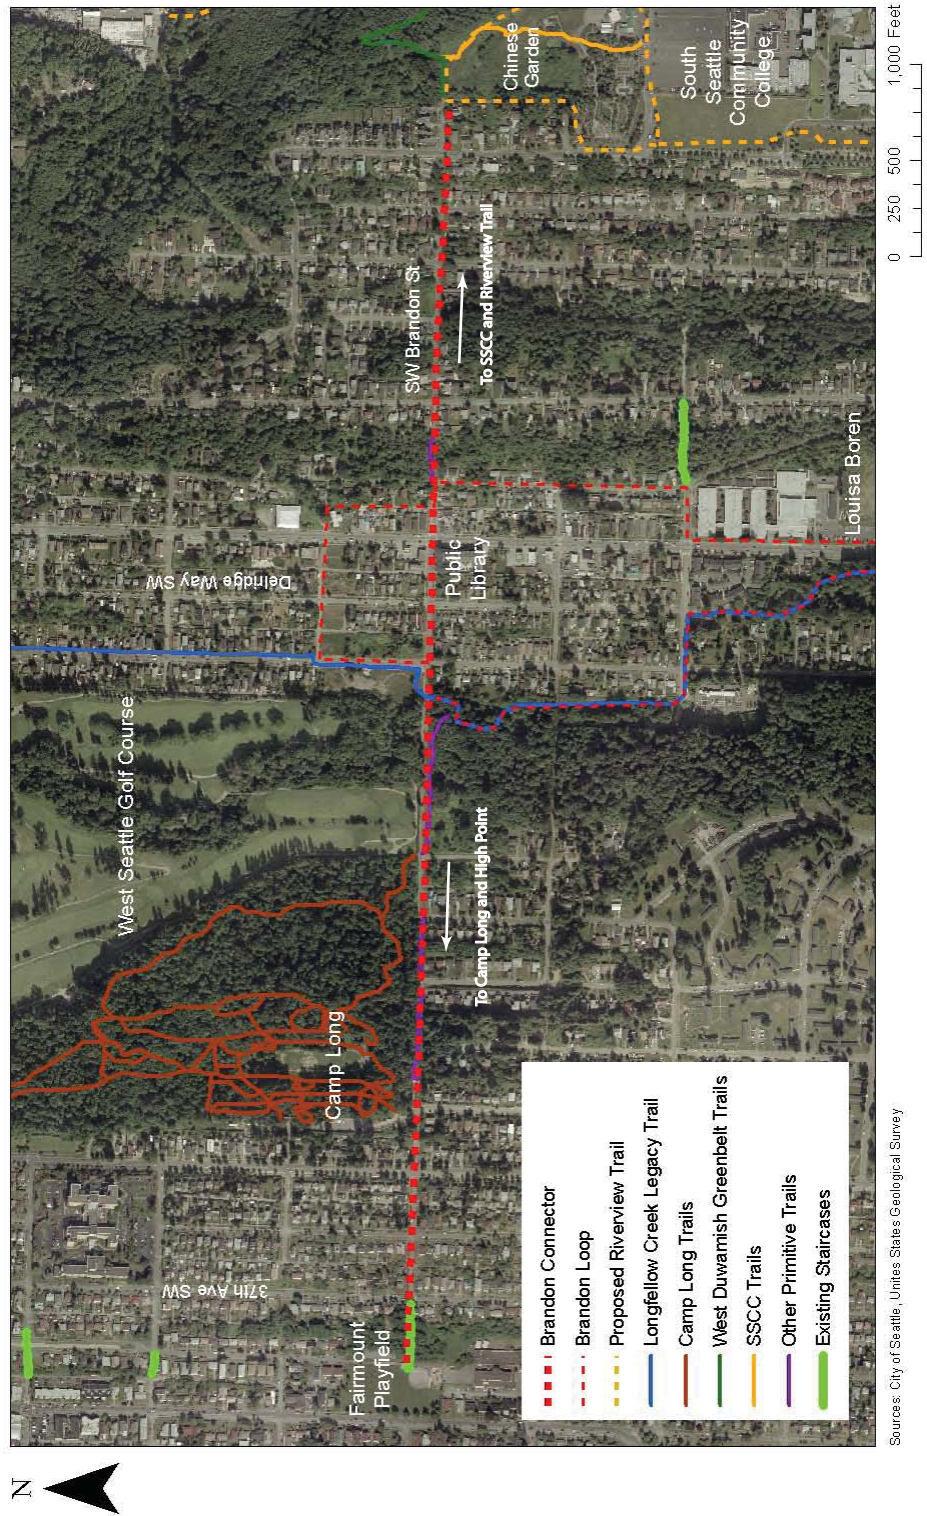 N
West Seattle Golf Course
Camp Long
37th Ave SW
Fairmount
Playfield
Delridge Way SW
SW Brandon St
Public
Library
To Camp Long and High Point
To SSCC and Riverview Trail
Chinese
Garden
South
Seattle
Community
College
Louisa Boren
Brandon Connector
Brandon Loop
Proposed Riverview Trail
Longfellow Creek Legacy Trail
Camp Long Trails
West Duwamish Greenbelt Trails
SSCC Trails
Other Primitive Trails
Existing Staircases
Sources: City of Seattle, Unites States Geological Survey
0 250 500 1,000 Feet